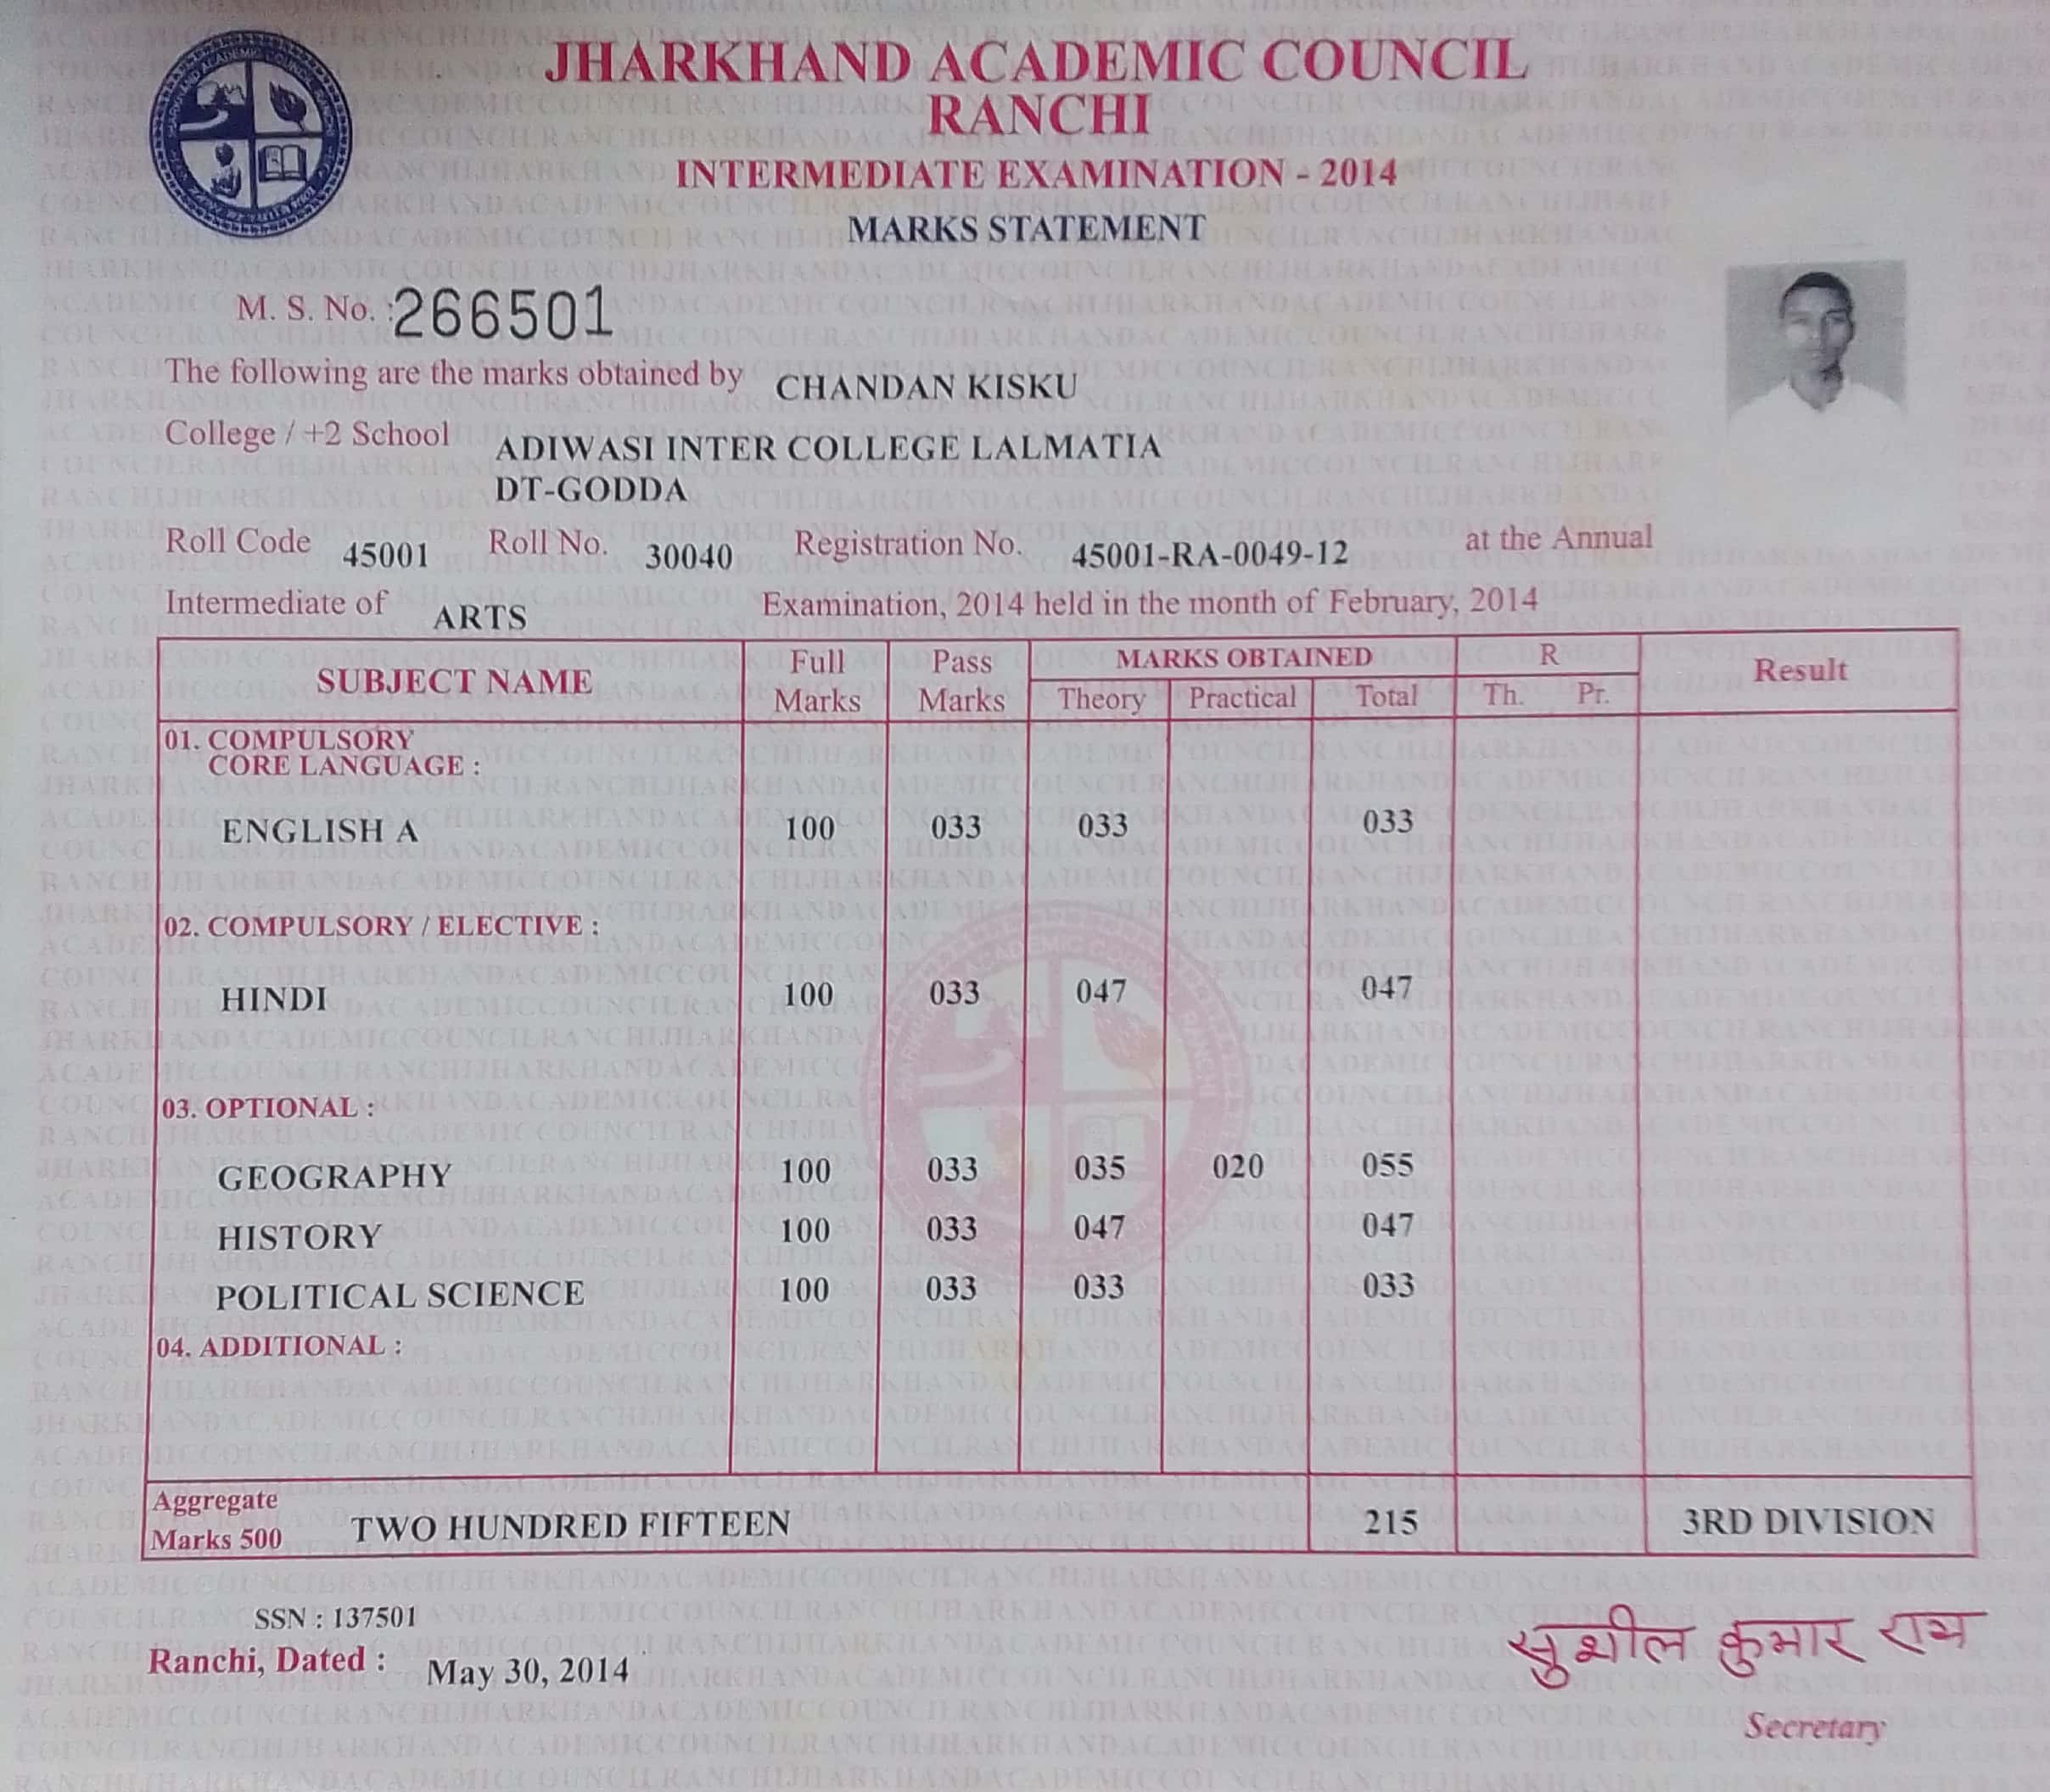 JHARKHAND ACADEMIC COUNCIL
RANCHI
INTERMEDIATE EXAMINATION - 2014
MARKS STATEMENT
M. S. No. :266501
The following are the marks obtained by CHANDAN KISKU
College / +2 School ADIWASI INTER COLLEGE LALMATIA
DT-GODDA
Roll Code 45001 Roll No. 30040 Registration No. 45001-RA-0049-12 at the Annual
Intermediate of ARTS Examination, 2014 held in the month of February, 2014
SUBJECT NAME Full Marks Pass Marks MARKS OBTAINED R Result
Theory Practical Total Th. Pr.
01. COMPULSORY
CORE LANGUAGE :
ENGLISH A 100 033 033 033
02. COMPULSORY / ELECTIVE :
HINDI 100 033 047 047
03. OPTIONAL :
GEOGRAPHY 100 033 035 020 055
HISTORY 100 033 047 047
POLITICAL SCIENCE 100 033 033 033
04. ADDITIONAL :
Aggregate
Marks 500 TWO HUNDRED FIFTEEN 215 3RD DIVISION
SSN : 137501
Ranchi, Dated : May 30, 2014
सुशील कुमार राय
Secretary